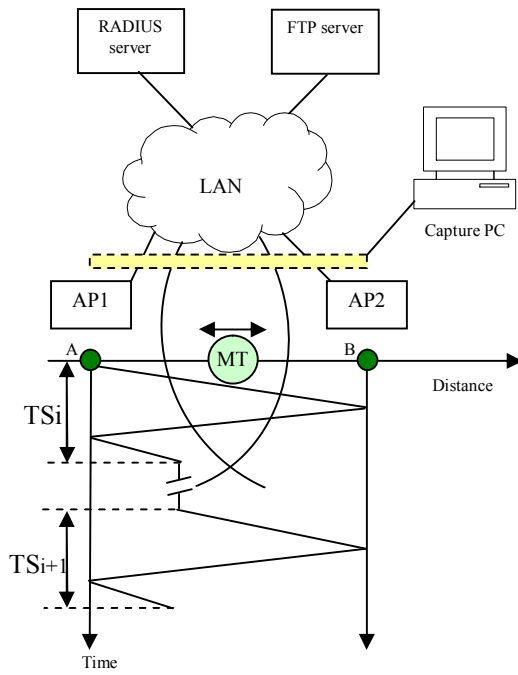 RADIUS
server
FTP server
LAN
Capture PC
AP1
AP2
A
MT
B
Distance
TSi
TSi+1
Time